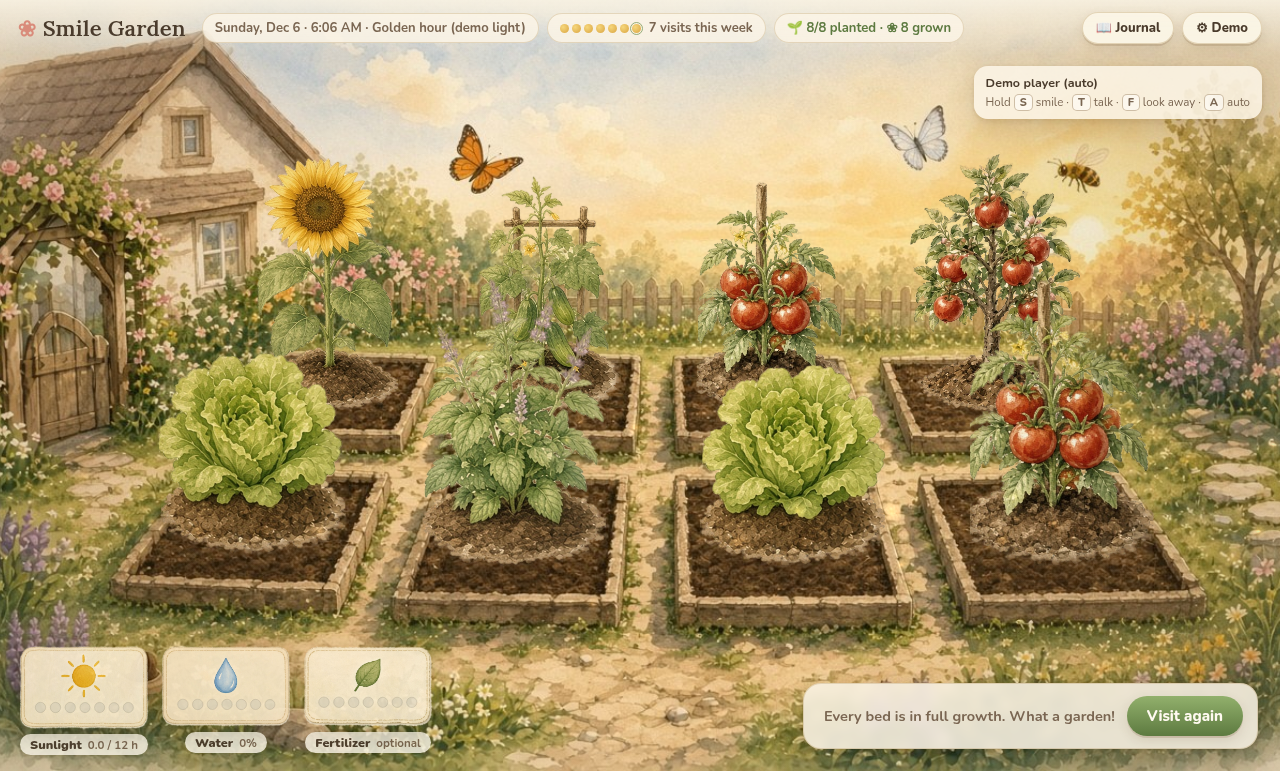 Smile Garden
Sunday, Dec 6 · 6:06 AM · Golden hour (demo light)
7 visits this week
8/8 planted · 8 grown
Journal
Demo
Demo player (auto)
Hold S smile · T talk · F look away · A auto
Sunlight 0.0 / 12 h
Water 0%
Fertilizer optional
Every bed is in full growth. What a garden!
Visit again